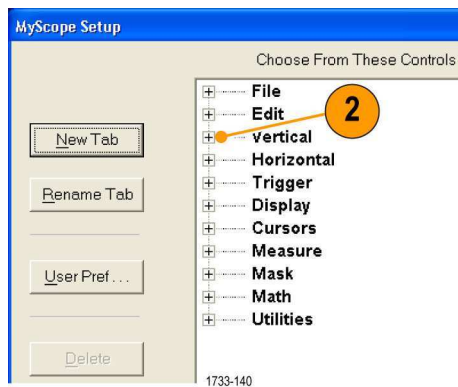 MyScope Setup
Choose From These Controls
File
Edit
2
Vertical
Horizontal
Trigger
Display
Cursors
Measure
Mask
Math
Utilities
New Tab
Rename Tab
User Pref . . .
Delete
1733-140